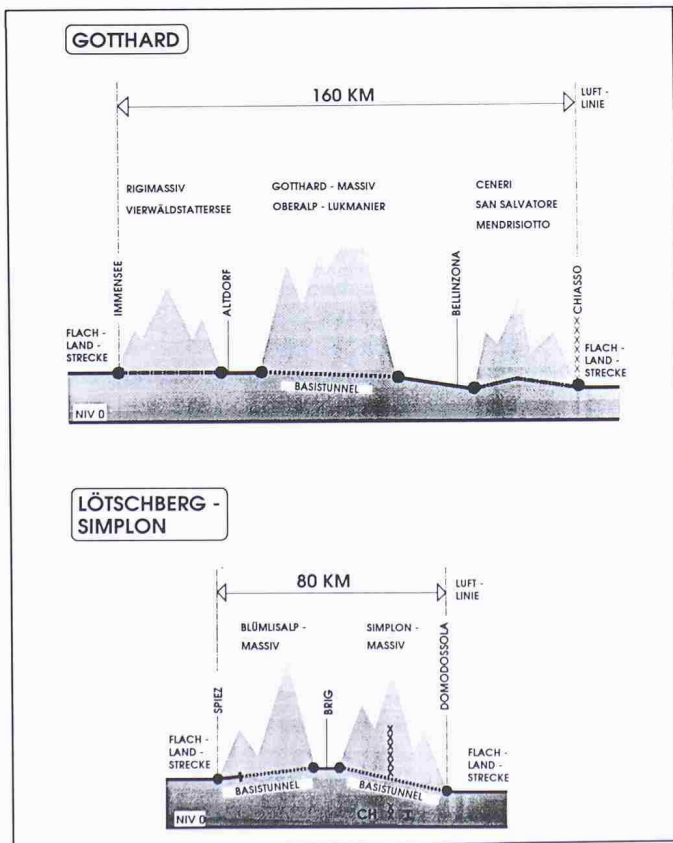 GOTTHARD
160 KM
LUFT -
LINIE
RIGIMASSIV
VIERWÄLDSTATTERSEE
GOTTHARD - MASSIV
OBERALP - LUKMANIER
CENERI
SAN SALVATORE
MENDRISIOTTO
IMMENSEE
ALTDORF
BELLINZONA
CHIASSO
FLACH -
LAND -
STRECKE
FLACH -
LAND -
STRECKE
BASISTUNNEL
NIV 0
LÖTSCHBERG -
SIMPLON
80 KM
LUFT -
LINIE
BLÜMLISALP -
MASSIV
SIMPLON -
MASSIV
SPIEZ
BRIG
DOMODOSSOLA
FLACH -
LAND -
STRECKE
FLACH -
LAND -
STRECKE
BASISTUNNEL
BASISTUNNEL
NIV 0
CH I